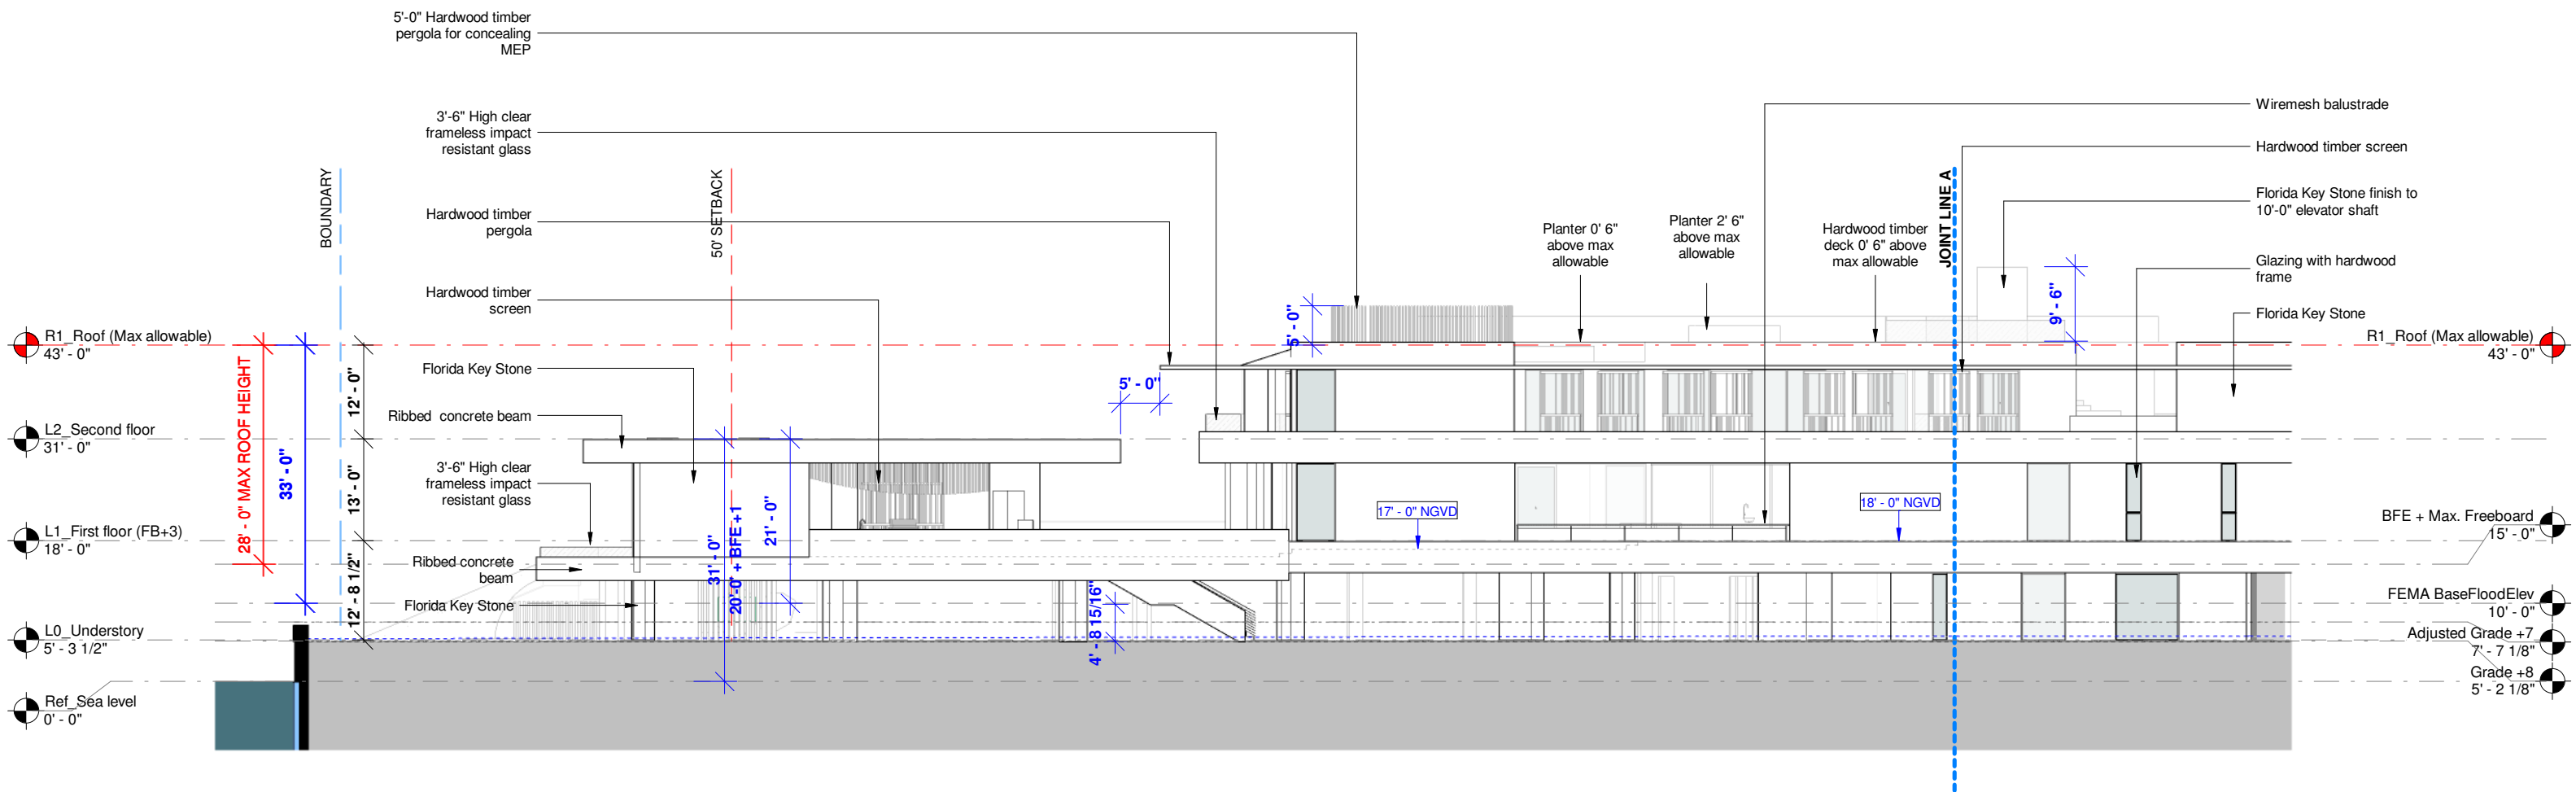 5'-0" Hardwood timber
pergola for concealing
MEP
3'-6" High clear
frameless impact
resistant glass
BOUNDARY
50' SETBACK
Hardwood timber
pergola
Hardwood timber
screen
Florida Key Stone
Ribbed concrete beam
3'-6" High clear
frameless impact
resistant glass
Ribbed concrete
beam
Florida Key Stone
Wiremesh balustrade
Hardwood timber screen
Florida Key Stone finish to
10'-0" elevator shaft
Glazing with hardwood
frame
Florida Key Stone
Planter 0' 6"
above max
allowable
Planter 2' 6"
above max
allowable
Hardwood timber
deck 0' 6" above
max allowable
JOINT LINE A
R1_Roof (Max allowable)
43' - 0"
L2_Second floor
31' - 0"
L1_First floor (FB+3)
18' - 0"
L0_Understory
5' - 3 1/2"
Ref_Sea level
0' - 0"
28' - 0" MAX ROOF HEIGHT
33' - 0"
12' - 0"
13' - 0"
12' - 8 1/2"
31' - 0"
20'-0" + BFE +1
21' - 0"
4' - 8 15/16"
5' - 0"
5' - 0"
9' - 6"
17' - 0" NGVD
18' - 0" NGVD
R1_Roof (Max allowable)
43' - 0"
BFE + Max. Freeboard
15' - 0"
FEMA BaseFloodElev
10' - 0"
Adjusted Grade +7
7' - 7 1/8"
Grade +8
5' - 2 1/8"